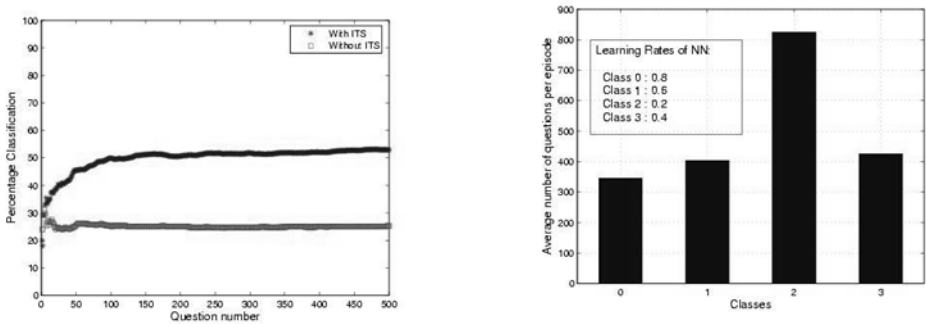 100
90
80
70
60
50
40
30
20
10
0
Percentage Classification
With ITS
Without ITS
0 50 100 150 200 250 300 350 400 450 500
Question number
900
800
700
600
500
400
300
200
100
0
Average number of questions per episode
Learning Rates of NN:
Class 0 : 0.8
Class 1 : 0.6
Class 2 : 0.2
Class 3 : 0.4
0 1 2 3
Classes